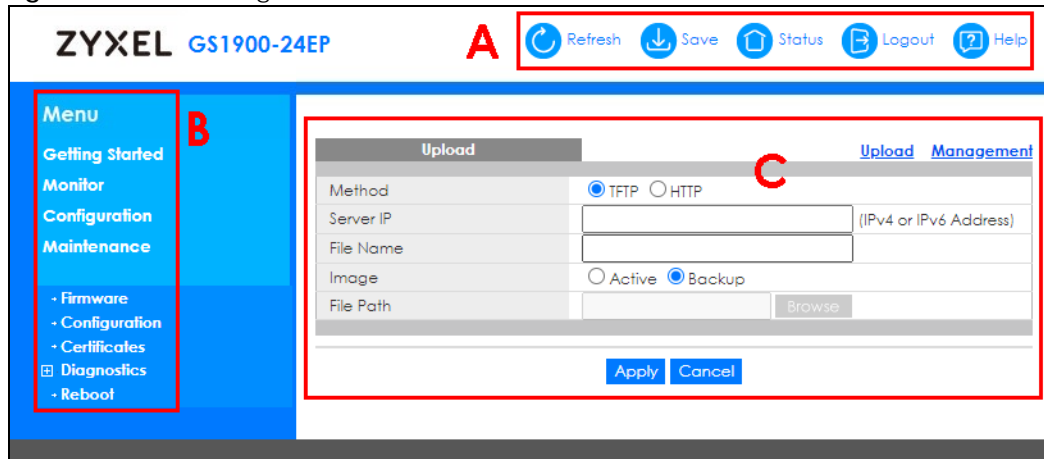 ZYXEL GS1900-24EP
A
Refresh Save Status Logout Help
Menu
B
Getting Started
Monitor
Configuration
Maintenance
Firmware
Configuration
Certificates
Diagnostics
Reboot
Upload
Upload Management
C
Method TFTP HTTP
Server IP (IPv4 or IPv6 Address)
File Name
Image Active Backup
File Path Browse
Apply Cancel